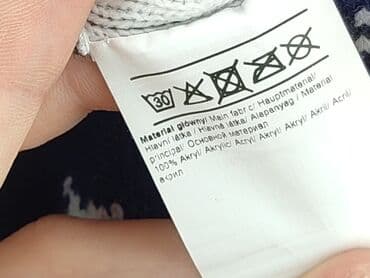 30
Materiał główny/ Main fabric/ Hauptmaterial/
Hlavní látka / Hlavná látka/ Alapanyag / Material
principal/ Основной материал
100% Akryl/ Acrylic/ Acryl/ Akryl/ Akryl/ Akril/ Acril/
акрил